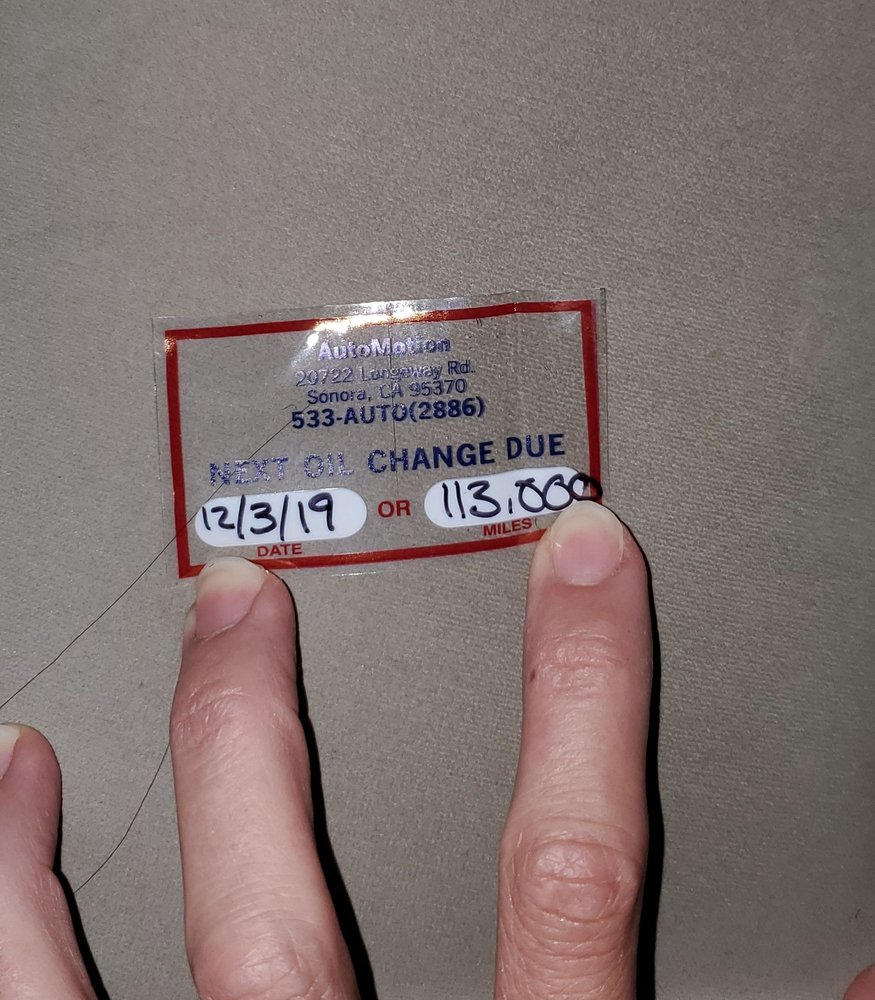 AutoMotion
20722 Longeway Rd.
Sonora, CA 95370
533-AUTO(2886)
NEXT OIL CHANGE DUE
12/3/19 OR 113,000
DATE MILES